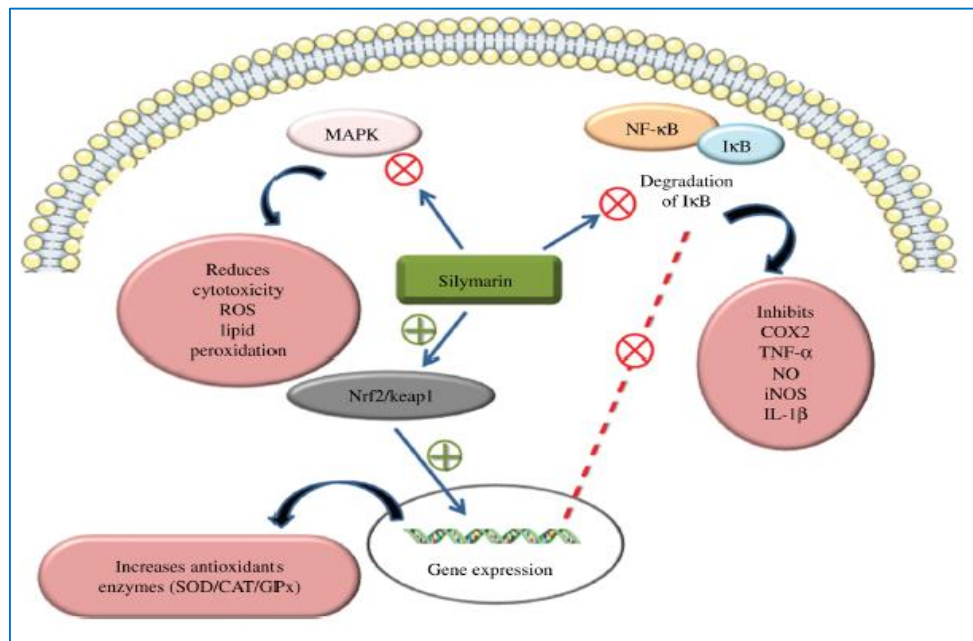 MAPK
NF-κB
IκB
Degradation
of IκB
Silymarin
Reduces
cytotoxicity
ROS
lipid
peroxidation
Inhibits
COX2
TNF-α
NO
iNOS
IL-1β
Nrf2/keap1
Increases antioxidants
enzymes (SOD/CAT/GPx)
Gene expression